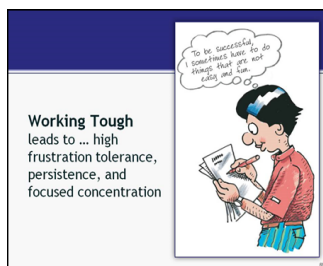 To be successful,
I sometimes have to do
things that are not
easy and fun.
Working Tough
leads to ... high
frustration tolerance,
persistence, and
focused concentration